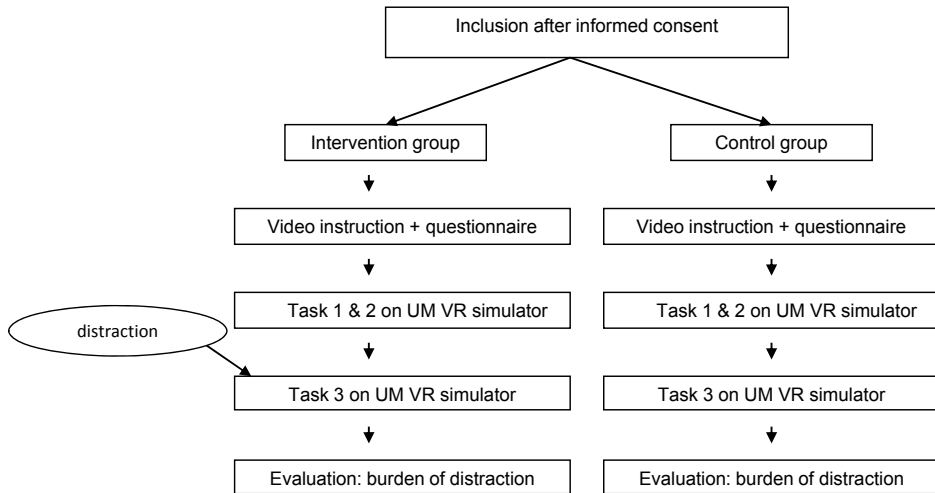 Inclusion after informed consent
Intervention group
Control group
Video instruction + questionnaire
Video instruction + questionnaire
Task 1 & 2 on UM VR simulator
Task 1 & 2 on UM VR simulator
distraction
Task 3 on UM VR simulator
Task 3 on UM VR simulator
Evaluation: burden of distraction
Evaluation: burden of distraction